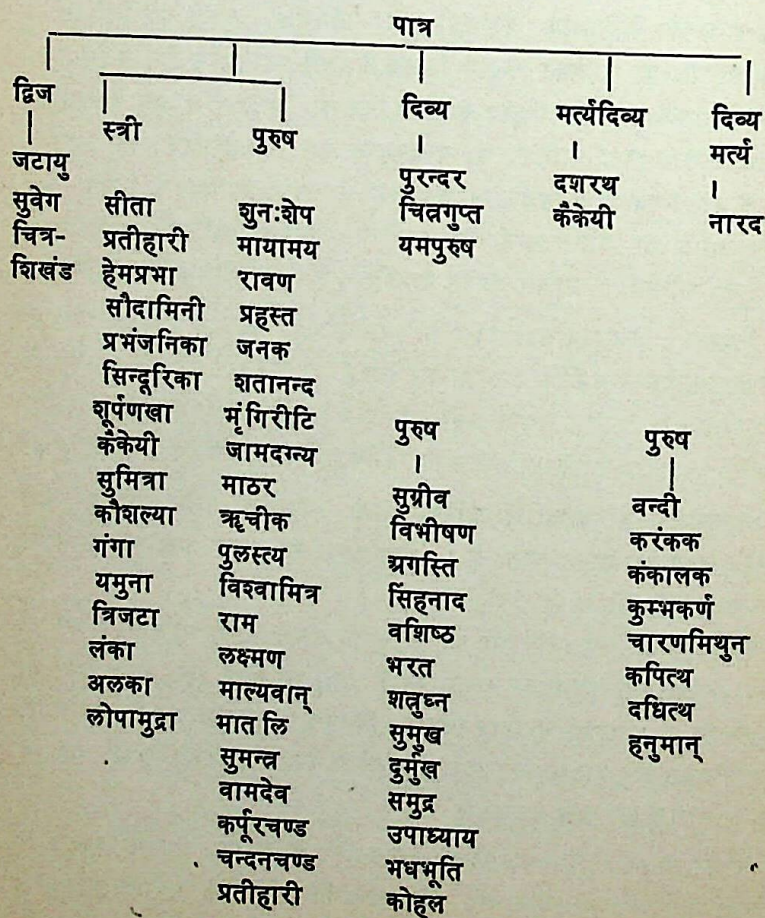 पात्र
द्विज
जटायु
सुवेग
चित्र-
शिखंड
स्त्री
सीता
प्रतीहारी
हेमप्रभा
सौदामिनी
प्रभंजनिका
सिन्दूरिका
शूर्पणखा
कैकेयी
सुमित्रा
कौशल्या
गंगा
यमुना
त्रिजटा
लंका
अलका
लोपामुद्रा
पुरुष
शुनःशेप
मायामय
रावण
प्रहस्त
जनक
शतानन्द
मृंगिरीटि
जामदग्न्य
माठर
ऋचीक
पुलस्त्य
विश्वामित्र
राम
लक्ष्मण
माल्यवान्
मातलि
सुमन्त्र
वामदेव
कर्पूरचण्ड
चन्दनचण्ड
प्रतीहारी
दिव्य
पुरन्दर
चित्रगुप्त
यमपुरुष
पुरुष
सुग्रीव
विभीषण
अगस्ति
सिंहनाद
वशिष्ठ
भरत
शत्रुघ्न
सुमुख
दुर्मुख
समुद्र
उपाध्याय
भधभूति
कोहल
मर्त्यदिव्य
दशरथ
कैकेयी
दिव्य
मर्त्य
नारद
पुरुष
वन्दी
करंकक
कंकालक
कुम्भकर्ण
चारणमिथुन
कपित्थ
दधित्थ
हनुमान्